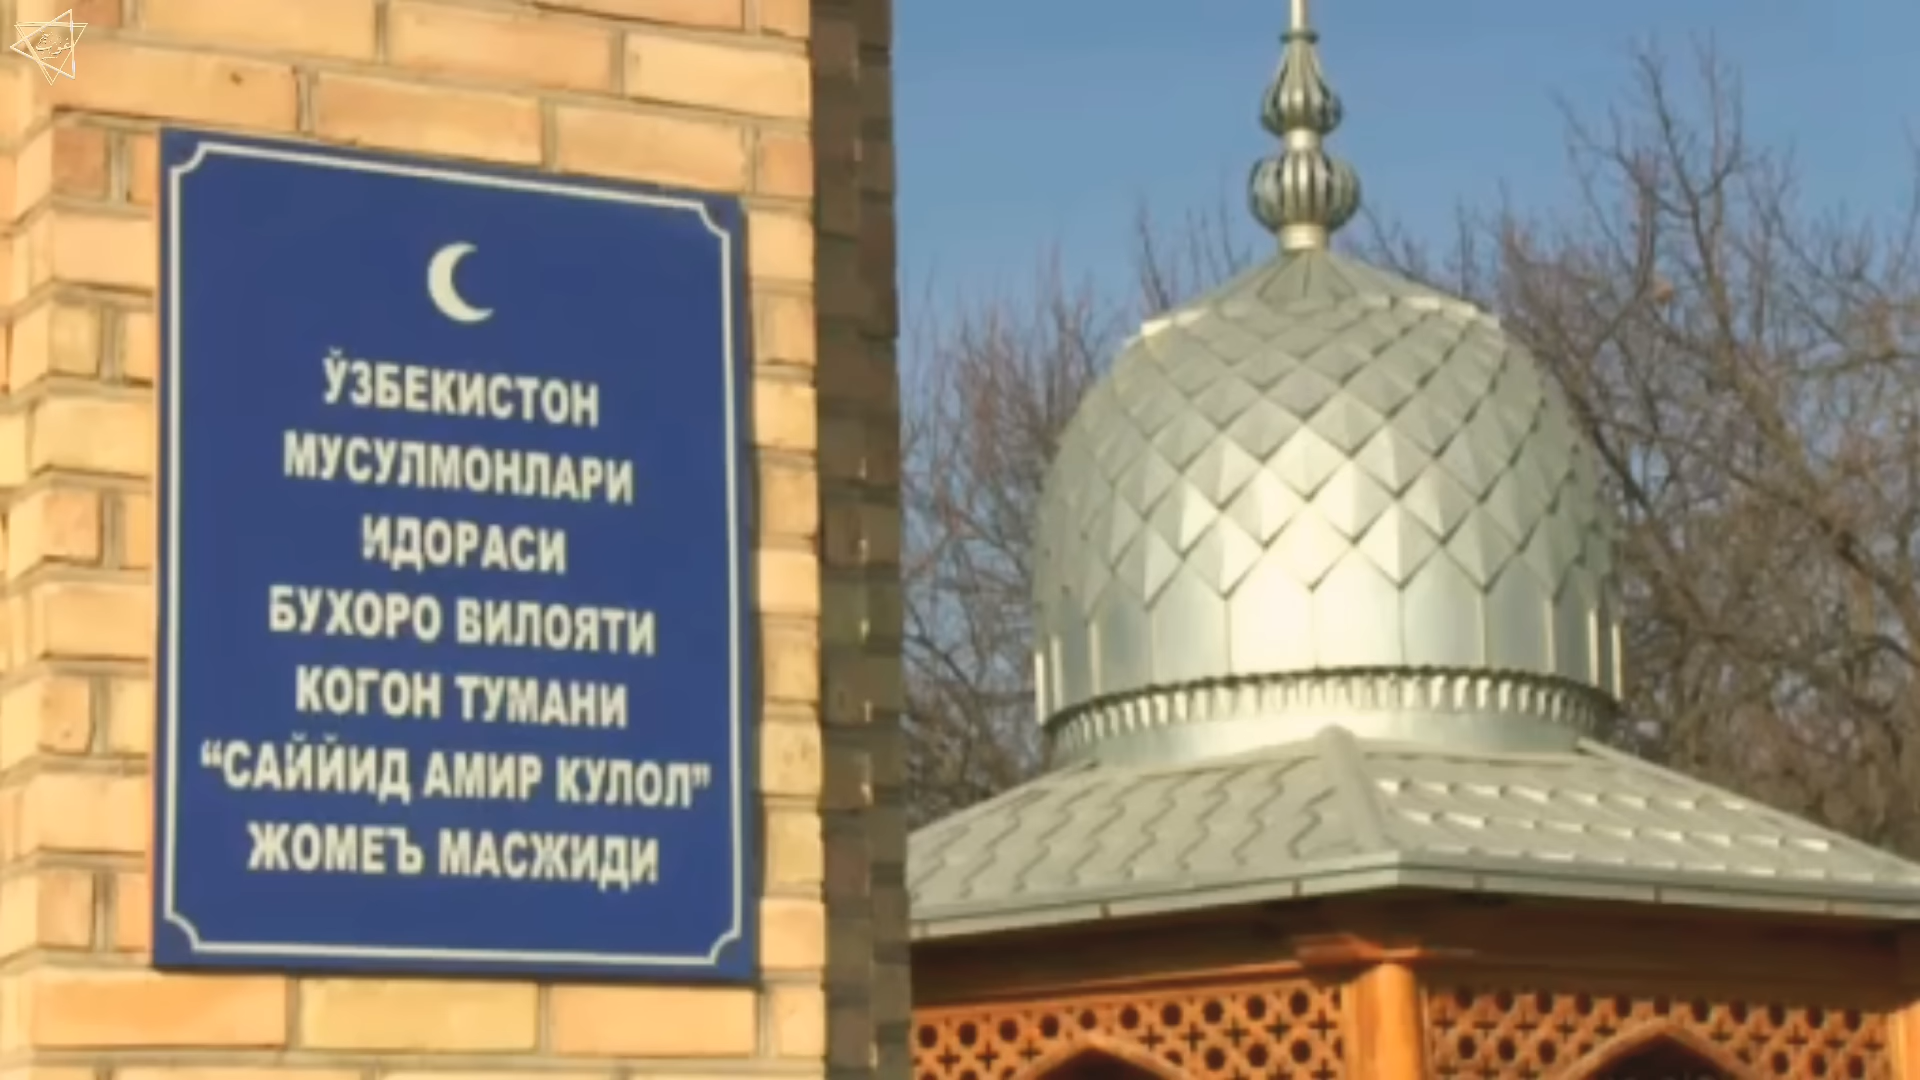 ЎЗБЕКИСТОН
МУСУЛМОНЛАРИ
ИДОРАСИ
БУХОРО ВИЛОЯТИ
КОГОН ТУМАНИ
“САЙЙИД АМИР КУЛОЛ”
ЖОМЕЪ МАСЖИДИ